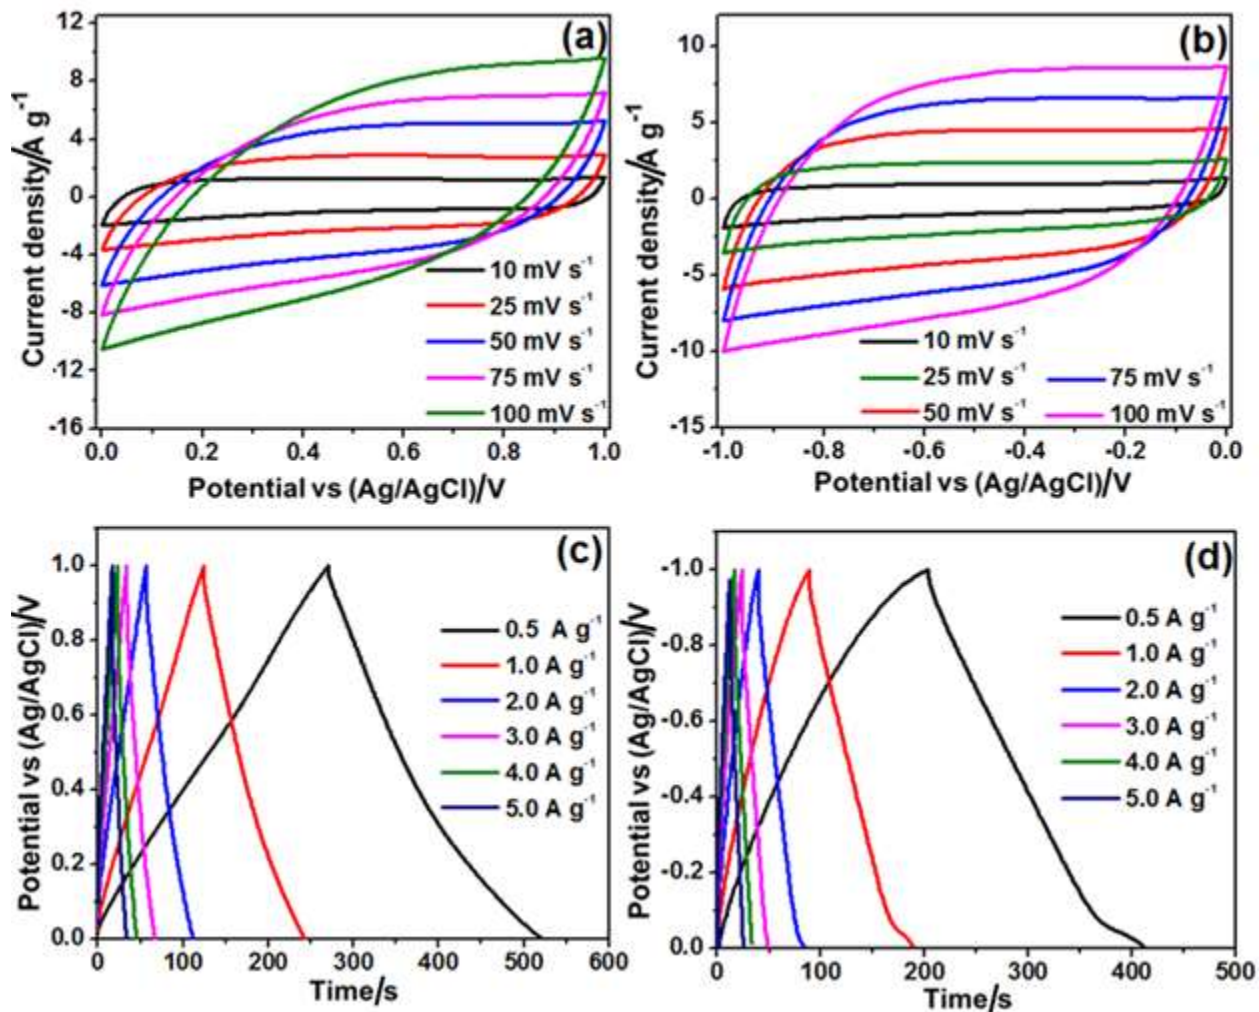 (a)
12
8
4
0
-4
-8
-12
-16
Current density/A g⁻¹
10 mV s⁻¹
25 mV s⁻¹
50 mV s⁻¹
75 mV s⁻¹
100 mV s⁻¹
0.0 0.2 0.4 0.6 0.8 1.0
Potential vs (Ag/AgCl)/V
(b)
10
5
0
-5
-10
-15
Current density/A g⁻¹
10 mV s⁻¹
25 mV s⁻¹ 75 mV s⁻¹
50 mV s⁻¹ 100 mV s⁻¹
-1.0 -0.8 -0.6 -0.4 -0.2 0.0
Potential vs (Ag/AgCl)/V
(c)
1.0
0.8
0.6
0.4
0.2
0.0
Potential vs (Ag/AgCl)/V
0.5 A g⁻¹
1.0 A g⁻¹
2.0 A g⁻¹
3.0 A g⁻¹
4.0 A g⁻¹
5.0 A g⁻¹
0 100 200 300 400 500 600
Time/s
(d)
-1.0
-0.8
-0.6
-0.4
-0.2
0.0
Potential vs (Ag/AgCl)/V
0.5 A g⁻¹
1.0 A g⁻¹
2.0 A g⁻¹
3.0 A g⁻¹
4.0 A g⁻¹
5.0 A g⁻¹
0 100 200 300 400 500
Time/s